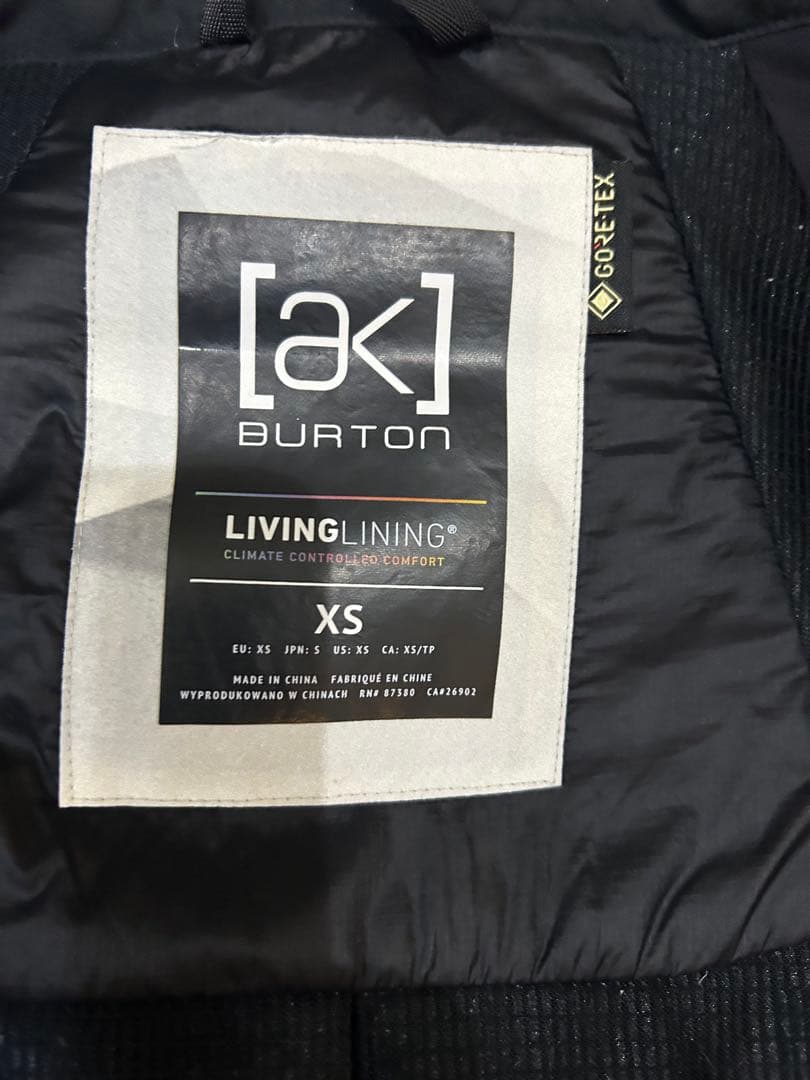 [ak]
BURTON
LIVINGLINING®
CLIMATE CONTROLLED COMFORT
XS
EU: XS JPN: S US: XS CA: XS/TP
MADE IN CHINA FABRIQUÉ EN CHINE
WYPRODUKOWANO W CHINACH RN# 87380 CA#26902
GORE-TEX